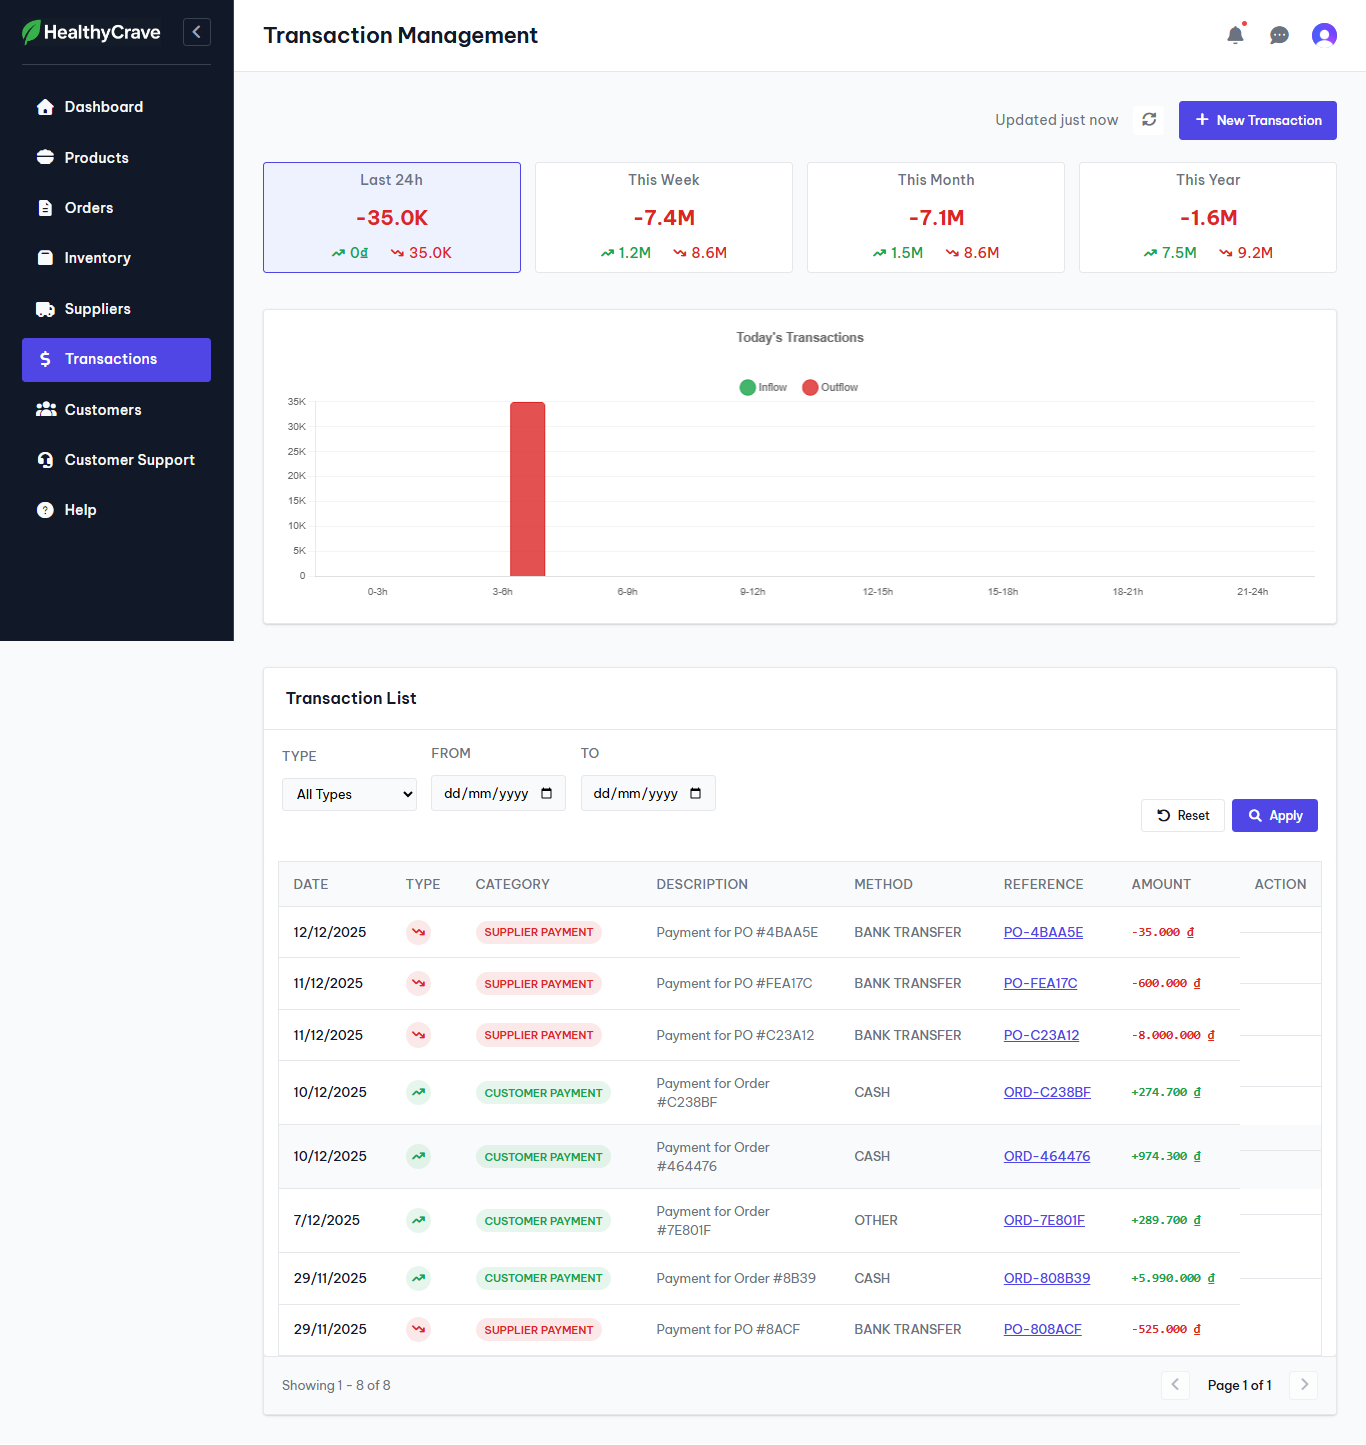 HealthyCrave
Transaction Management
Dashboard
Products
Orders
Inventory
Suppliers
Transactions
Customers
Customer Support
Help
Updated just now
New Transaction
Last 24h
-35.0K
0₫ 35.0K
This Week
-7.4M
1.2M 8.6M
This Month
-7.1M
1.5M 8.6M
This Year
-1.6M
7.5M 9.2M
Today's Transactions
Inflow Outflow
35K
30K
25K
20K
15K
10K
5K
0
0-3h 3-6h 6-9h 9-12h 12-15h 15-18h 18-21h 21-24h
Transaction List
TYPE FROM TO
All Types dd/mm/yyyy dd/mm/yyyy
Reset Apply
DATE TYPE CATEGORY DESCRIPTION METHOD REFERENCE AMOUNT ACTION
12/12/2025 SUPPLIER PAYMENT Payment for PO #4BAA5E BANK TRANSFER PO-4BAA5E -35.000 ₫
11/12/2025 SUPPLIER PAYMENT Payment for PO #FEA17C BANK TRANSFER PO-FEA17C -600.000 ₫
11/12/2025 SUPPLIER PAYMENT Payment for PO #C23A12 BANK TRANSFER PO-C23A12 -8.000.000 ₫
10/12/2025 CUSTOMER PAYMENT Payment for Order #C238BF CASH ORD-C238BF +274.700 ₫
10/12/2025 CUSTOMER PAYMENT Payment for Order #464476 CASH ORD-464476 +974.300 ₫
7/12/2025 CUSTOMER PAYMENT Payment for Order #7E801F OTHER ORD-7E801F +289.700 ₫
29/11/2025 CUSTOMER PAYMENT Payment for Order #8B39 CASH ORD-808B39 +5.990.000 ₫
29/11/2025 SUPPLIER PAYMENT Payment for PO #8ACF BANK TRANSFER PO-808ACF -525.000 ₫
Showing 1 - 8 of 8
Page 1 of 1